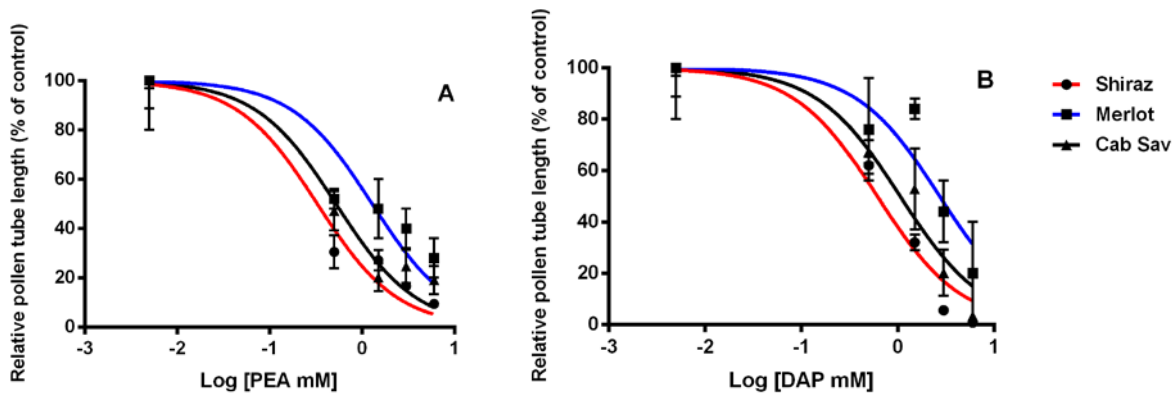 Relative pollen tube length (% of control)
100
80
60
40
20
0
-3
-2
-1
0
1
Log [PEA mM]
A
Relative pollen tube length (% of control)
100
80
60
40
20
0
-3
-2
-1
0
1
Log [DAP mM]
B
Shiraz
Merlot
Cab Sav